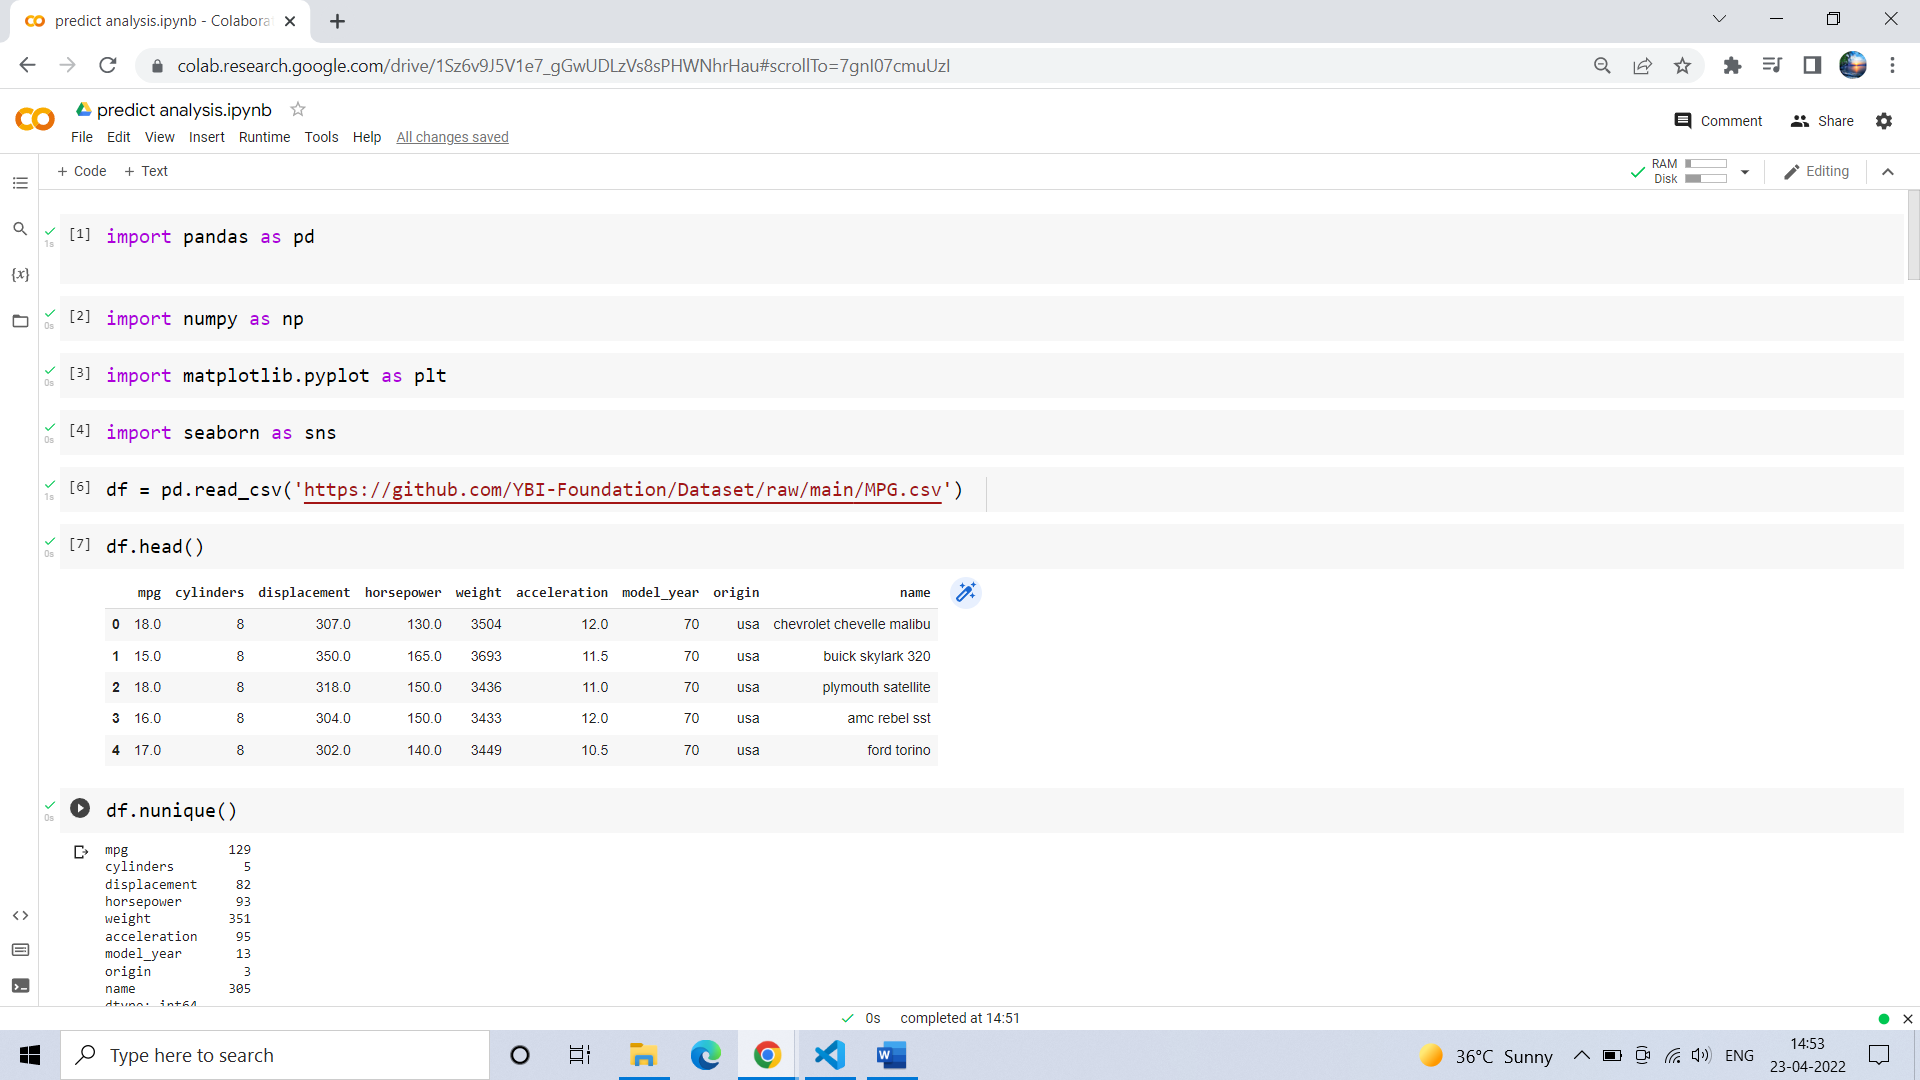 predict analysis.ipynb - Colabora
colab.research.google.com/drive/1Sz6v9J5V1e7_gGwUDLzVs8sPHWNhrHau#scrollTo=7gnI07cmuUzI
predict analysis.ipynb
File Edit View Insert Runtime Tools Help All changes saved
Comment Share
+ Code + Text
RAM
Disk
Editing
[1] import pandas as pd
1s
[2] import numpy as np
0s
[3] import matplotlib.pyplot as plt
0s
[4] import seaborn as sns
0s
[6] df = pd.read_csv('https://github.com/YBI-Foundation/Dataset/raw/main/MPG.csv')
1s
[7] df.head()
0s
mpg cylinders displacement horsepower weight acceleration model_year origin name
0 18.0 8 307.0 130.0 3504 12.0 70 usa chevrolet chevelle malibu
1 15.0 8 350.0 165.0 3693 11.5 70 usa buick skylark 320
2 18.0 8 318.0 150.0 3436 11.0 70 usa plymouth satellite
3 16.0 8 304.0 150.0 3433 12.0 70 usa amc rebel sst
4 17.0 8 302.0 140.0 3449 10.5 70 usa ford torino
df.nunique()
0s
mpg 129
cylinders 5
displacement 82
horsepower 93
weight 351
acceleration 95
model_year 13
origin 3
name 305
dtype: int64
0s completed at 14:51
Type here to search
36°C Sunny
ENG
14:53
23-04-2022